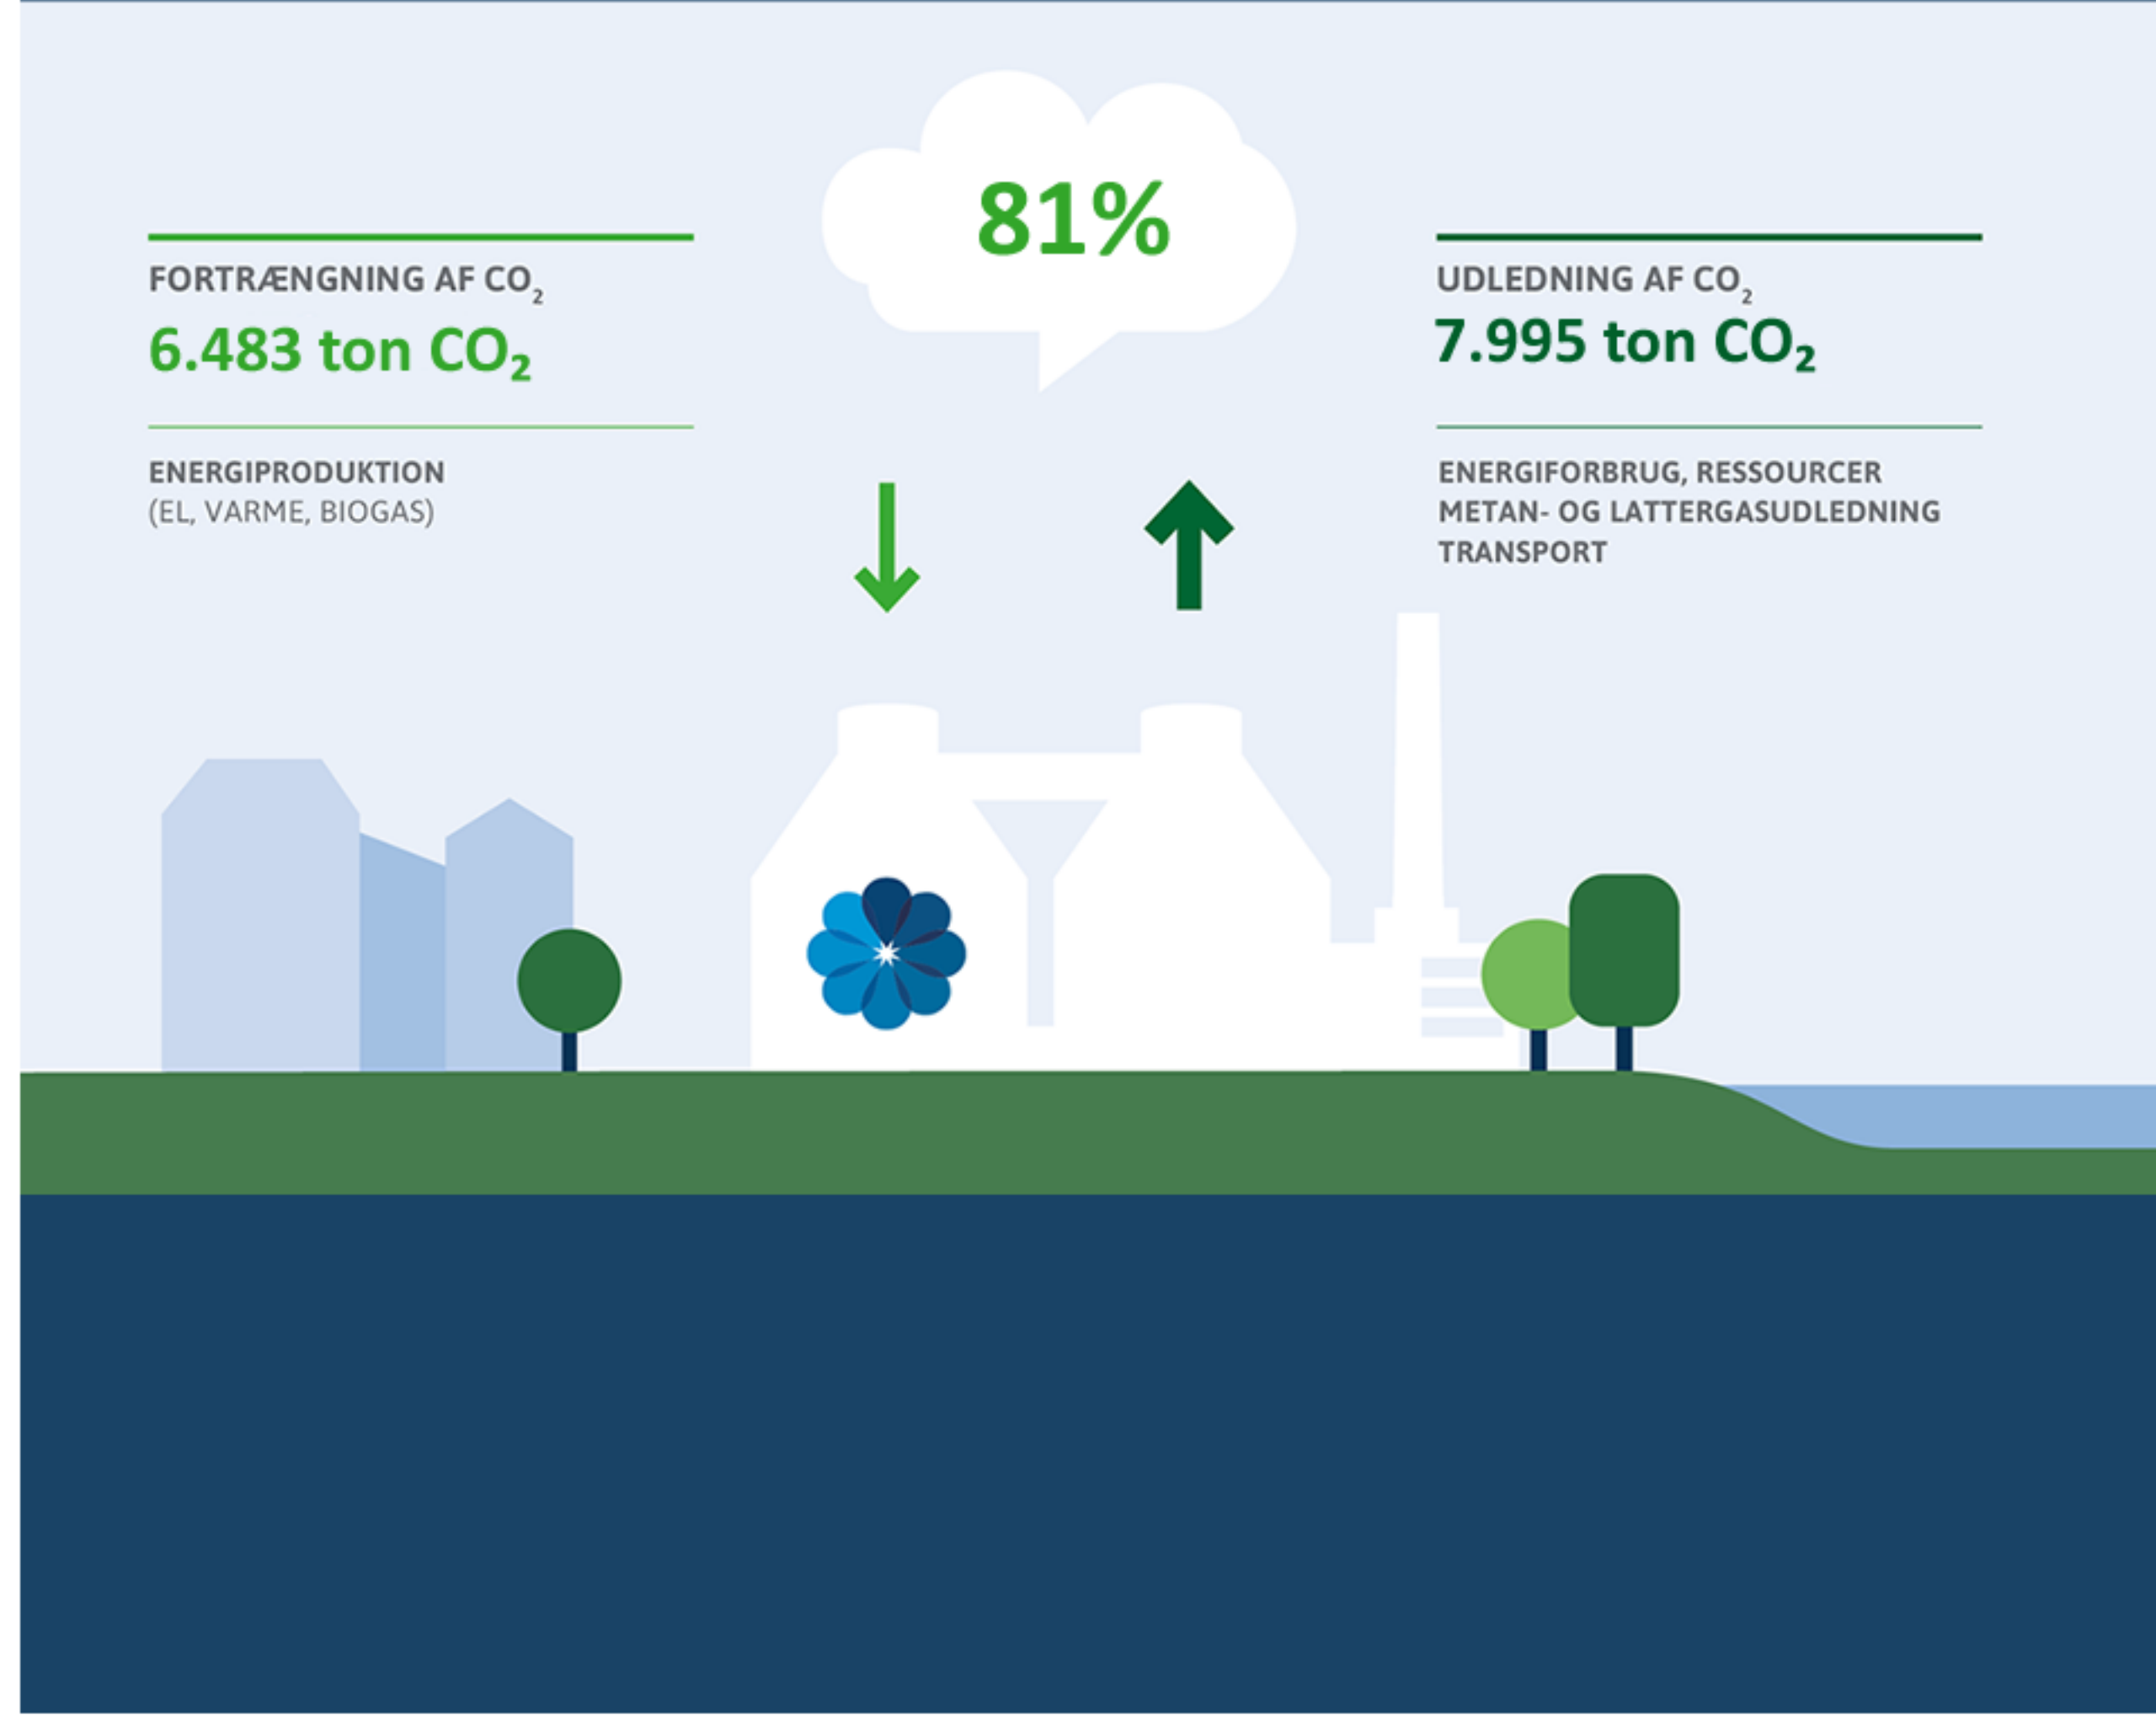 81%
FORTRÆNGNING AF CO₂
6.483 ton CO₂
ENERGIPRODUKTION
(EL, VARME, BIOGAS)
UDLEDNING AF CO₂
7.995 ton CO₂
ENERGIFORBRUG, RESSOURCER
METAN- OG LATTERGASUDLEDNING
TRANSPORT